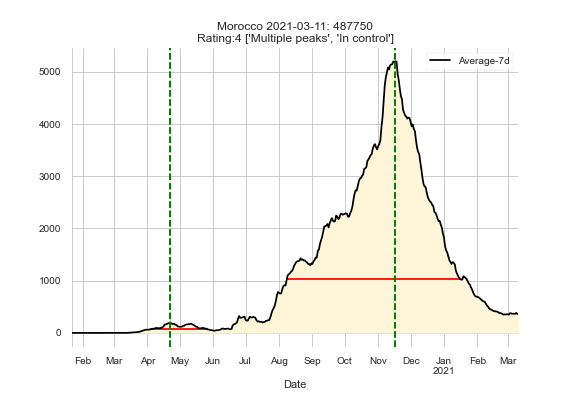 Morocco 2021-03-11: 487750
Rating:4 ['Multiple peaks', 'In control']
Average-7d
5000
4000
3000
2000
1000
0
Feb Mar Apr May Jun Jul Aug Sep Oct Nov Dec Jan Feb Mar
2021
Date